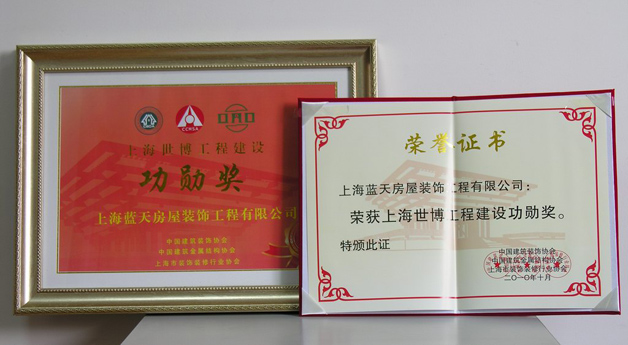 上海世博工程建设
功勋奖
上海蓝天房屋装饰工程有限公司
中国建筑装饰协会
中国建筑金属结构协会
上海市装饰装修行业协会
荣誉证书
上海蓝天房屋装饰工程有限公司：
荣获上海世博工程建设功勋奖。
特颁此证
中国建筑装饰协会
中国建筑金属结构协会
上海市装饰装修行业协会
二〇一〇年十月